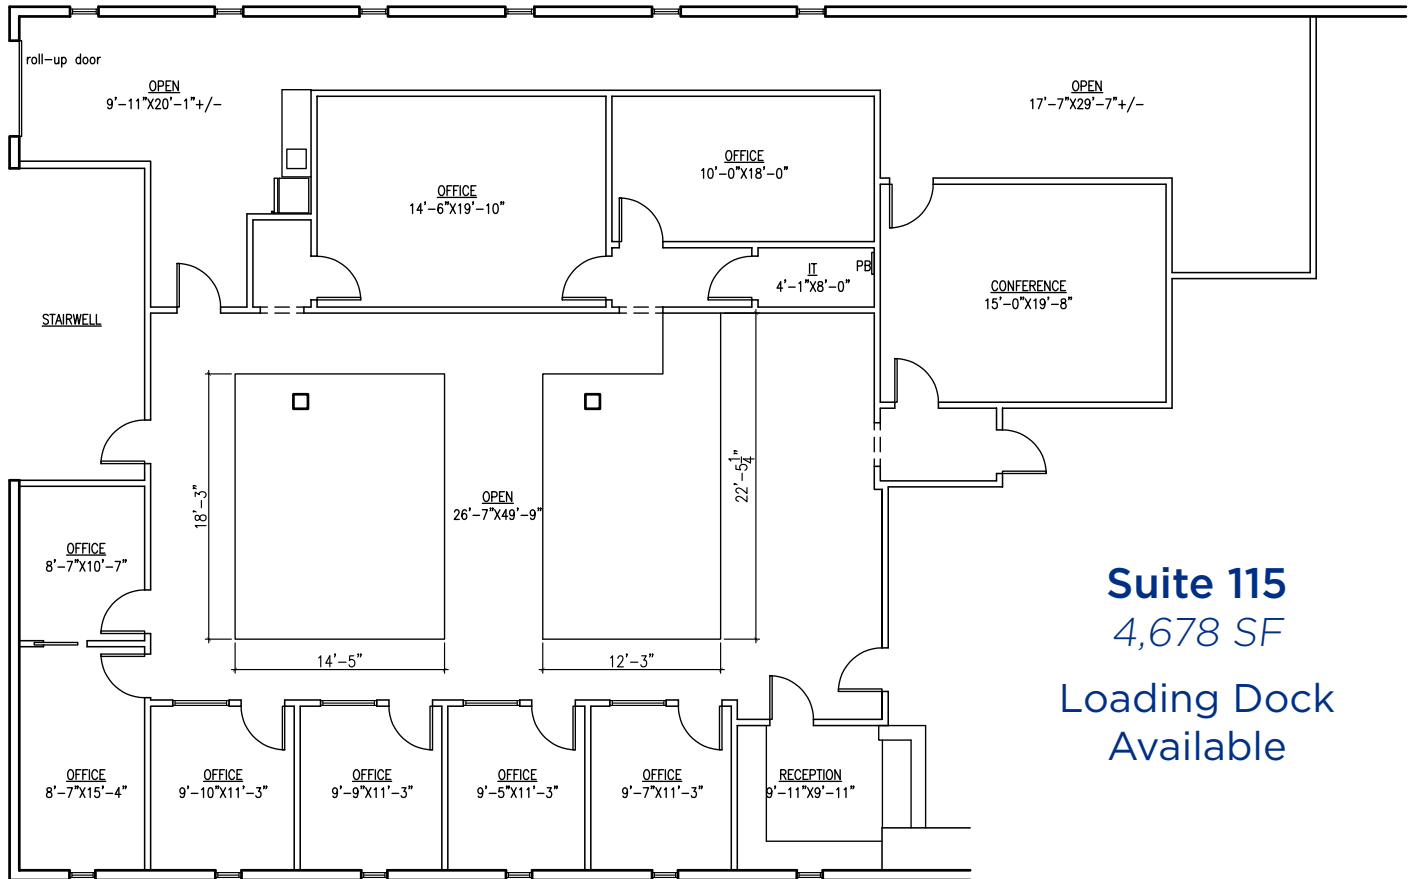 roll-up door
OPEN
9'-11"X20'-1"+/-
OPEN
17'-7"X29'-7"+/-
OFFICE
14'-6"X19'-10"
OFFICE
10'-0"X18'-0"
IT
4'-1"X8'-0"
PB
CONFERENCE
15'-0"X19'-8"
STAIRWELL
18'-3"
OPEN
26'-7"X49'-9"
22'-5 1/4"
14'-5"
12'-3"
OFFICE
8'-7"X10'-7"
OFFICE
8'-7"X15'-4"
OFFICE
9'-10"X11'-3"
OFFICE
9'-9"X11'-3"
OFFICE
9'-5"X11'-3"
OFFICE
9'-7"X11'-3"
RECEPTION
9'-11"X9'-11"
Suite 115
4,678 SF
Loading Dock
Available